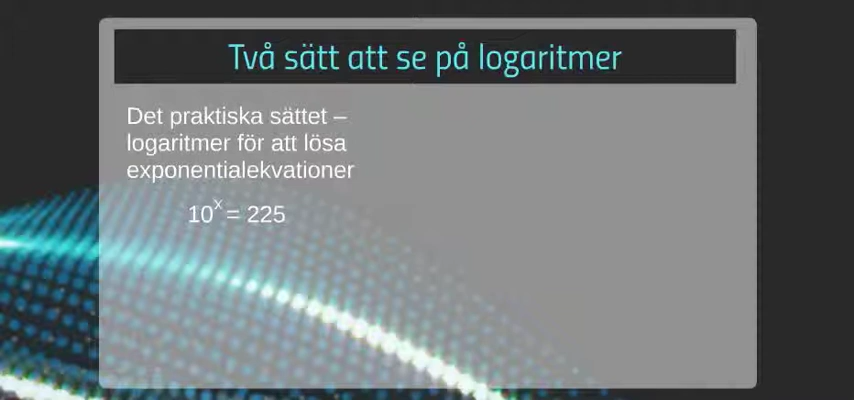 Två sätt att se på logaritmer
Det praktiska sättet –
logaritmer för att lösa
exponentialekvationer
10^x = 225